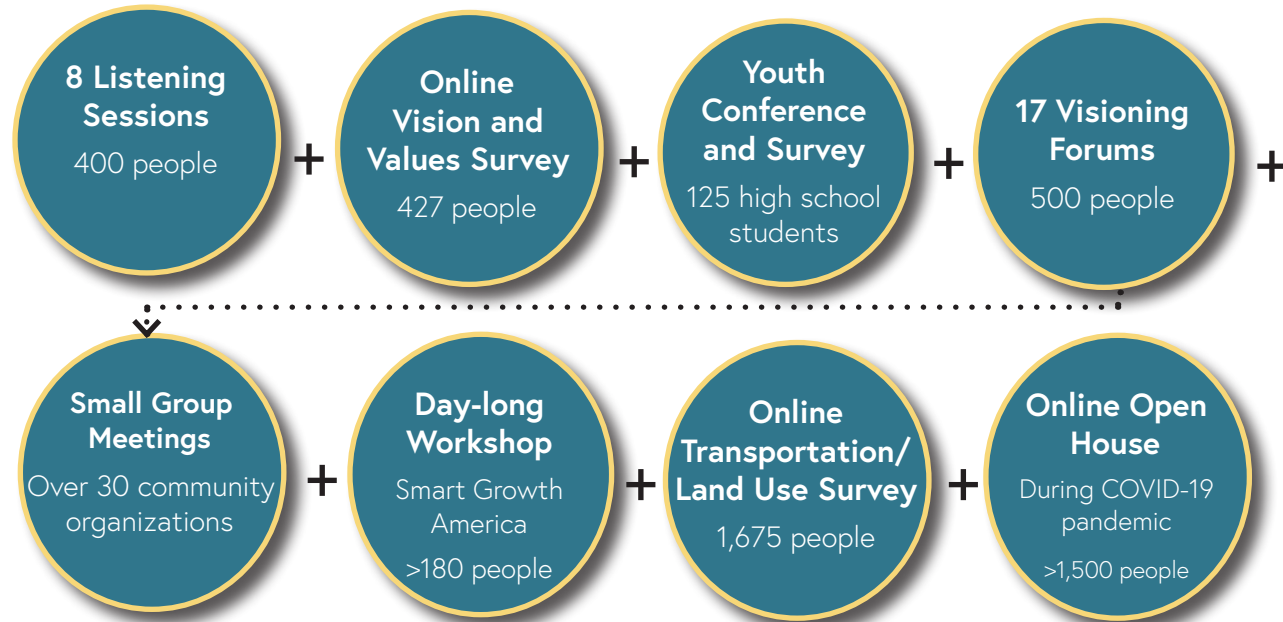 8 Listening
Sessions
400 people
+
Online
Vision and
Values Survey
427 people
+
Youth
Conference
and Survey
125 high school
students
+
17 Visioning
Forums
500 people
+
Small Group
Meetings
Over 30 community
organizations
+
Day-long
Workshop
Smart Growth
America
>180 people
+
Online
Transportation/
Land Use Survey
1,675 people
+
Online Open
House
During COVID-19
pandemic
>1,500 people